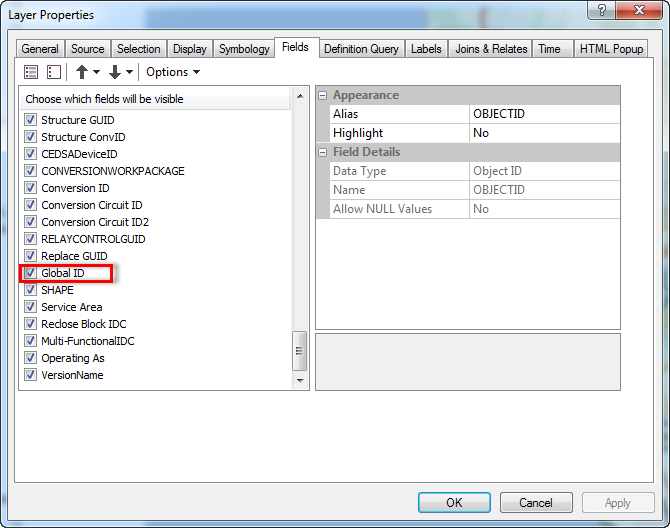 Layer Properties
?
General Source Selection Display Symbology Fields Definition Query Labels Joins & Relates Time HTML Popup
Options
Choose which fields will be visible
Structure GUID
Structure ConvID
CEDSADeviceID
CONVERSIONWORKPACKAGE
Conversion ID
Conversion Circuit ID
Conversion Circuit ID2
RELAYCONTROLGUID
Replace GUID
Global ID
SHAPE
Service Area
Reclose Block IDC
Multi-FunctionalIDC
Operating As
VersionName
Appearance
Alias OBJECTID
Highlight No
Field Details
Data Type Object ID
Name OBJECTID
Allow NULL Values No
OK Cancel Apply